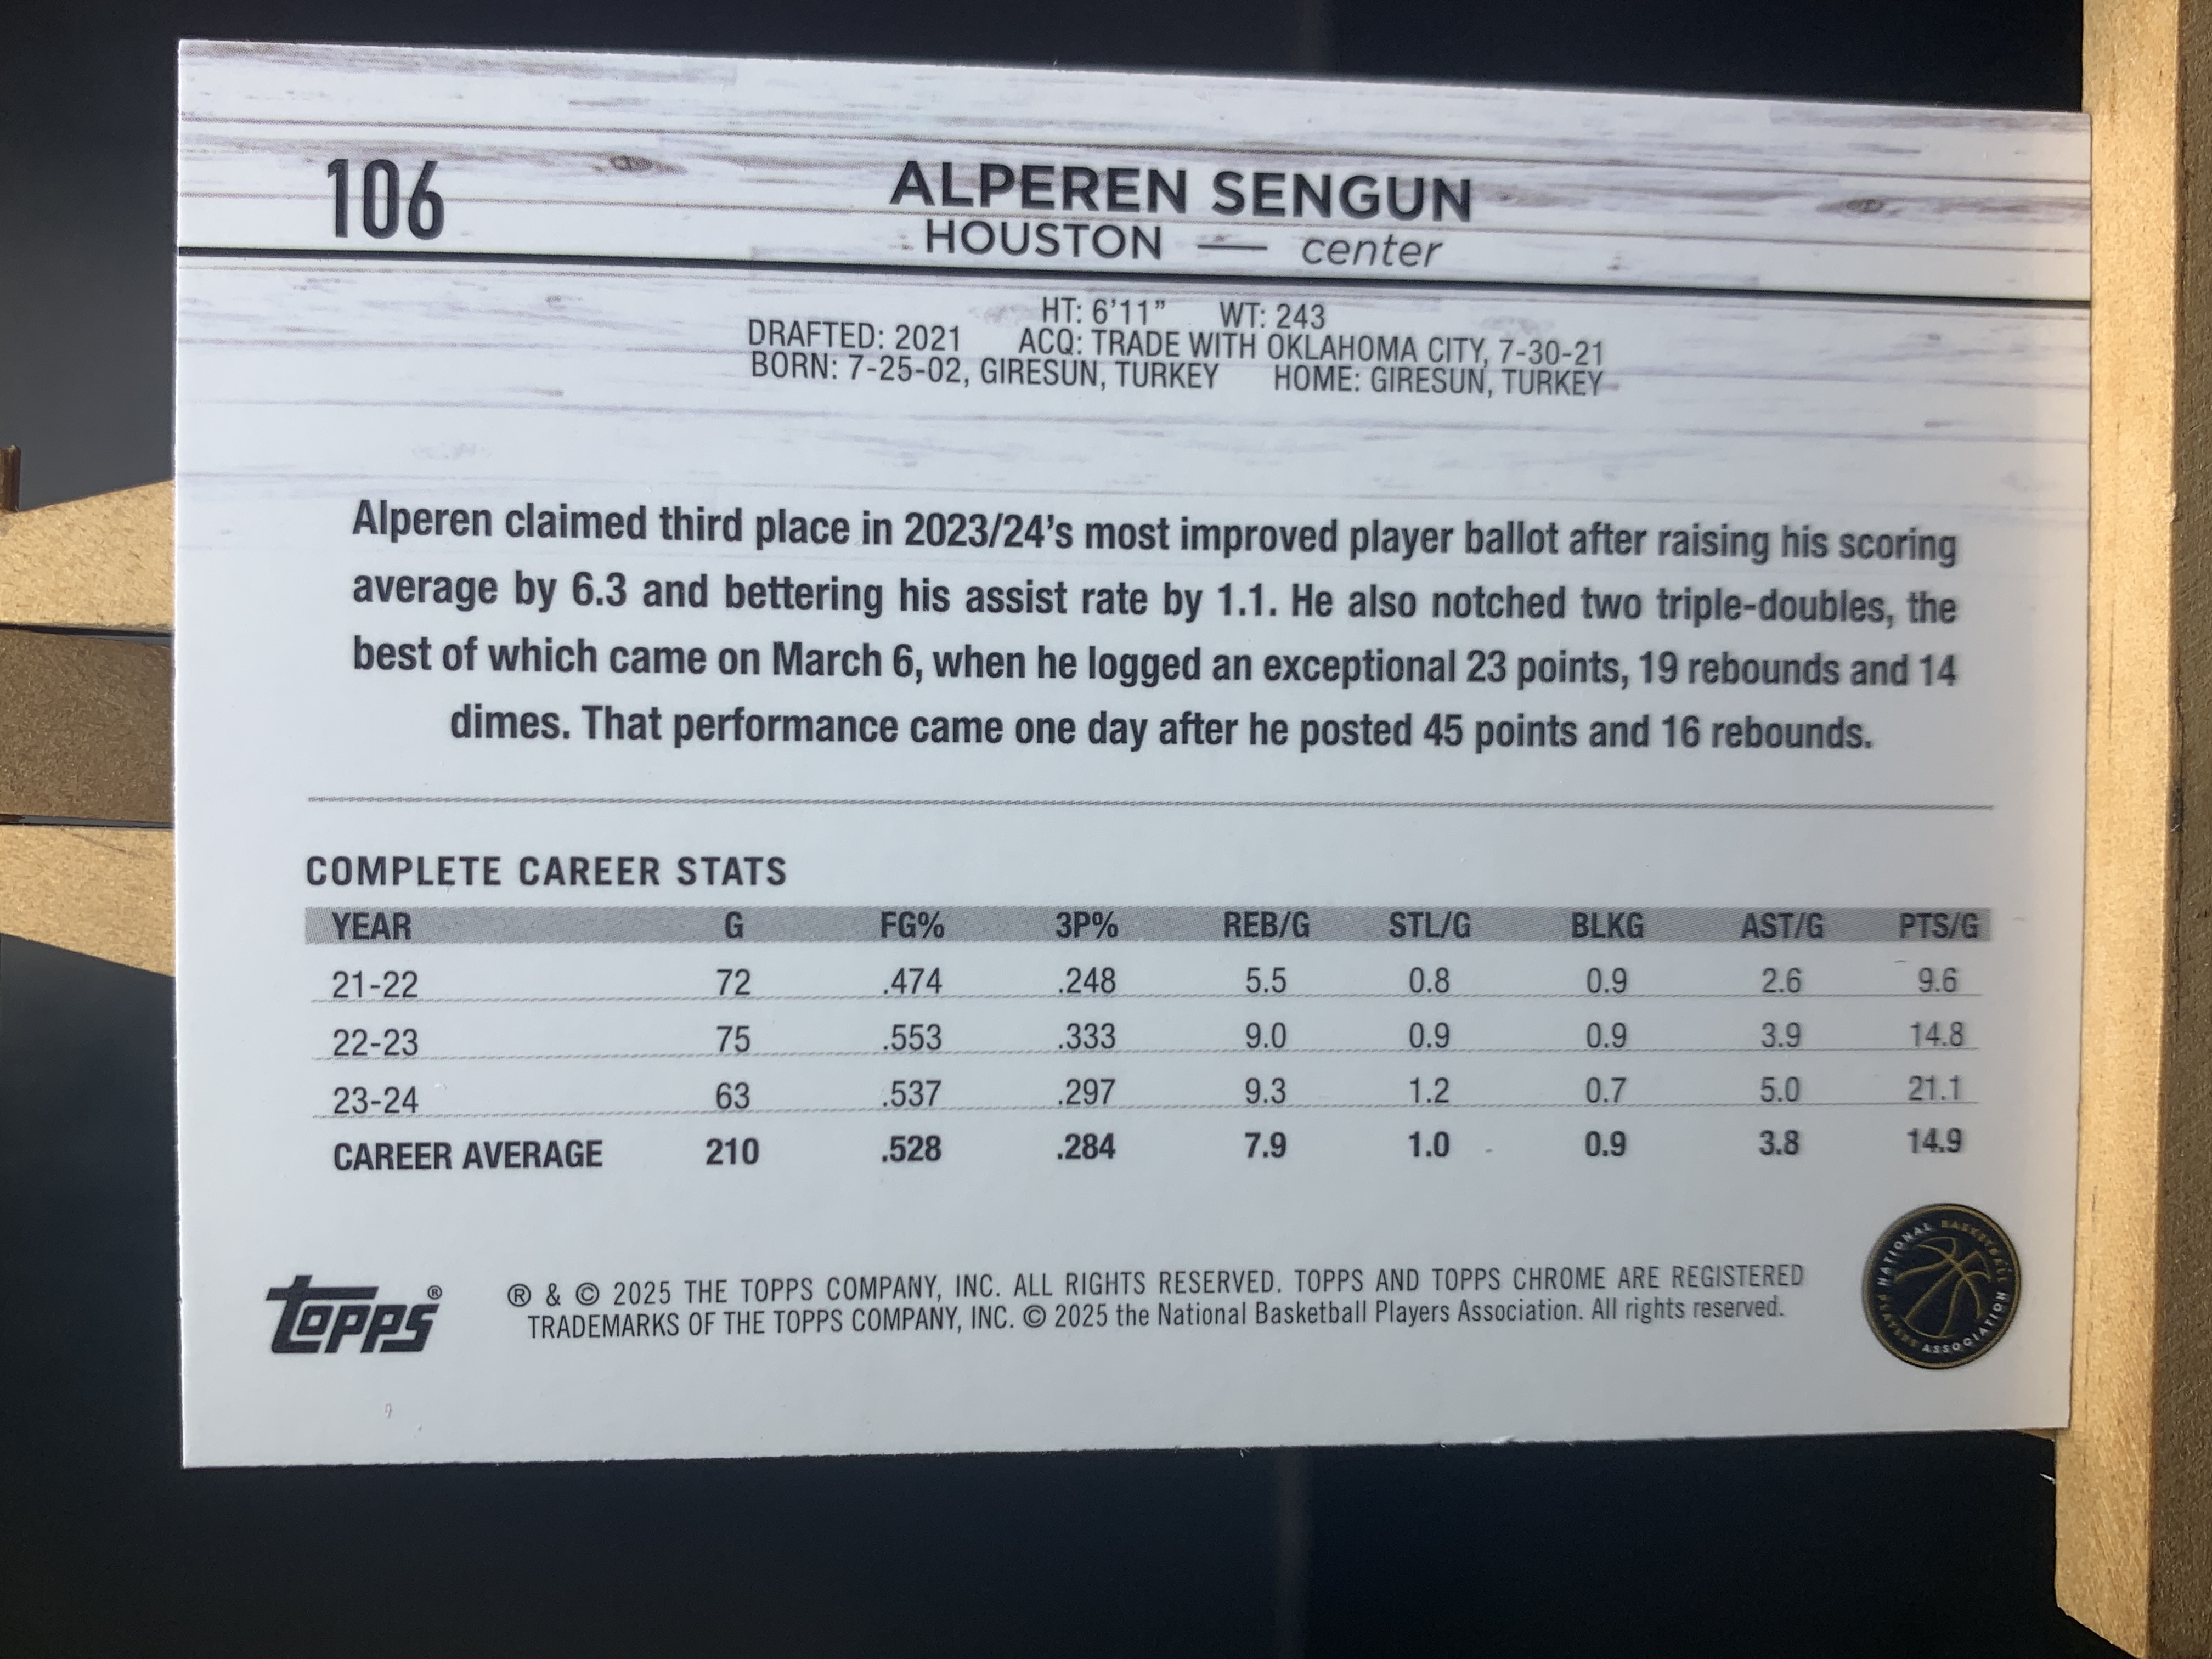 106
ALPEREN SENGUN
HOUSTON — center
HT: 6'11" WT: 243
DRAFTED: 2021 ACQ: TRADE WITH OKLAHOMA CITY, 7-30-21
BORN: 7-25-02, GIRESUN, TURKEY HOME: GIRESUN, TURKEY
Alperen claimed third place in 2023/24's most improved player ballot after raising his scoring
average by 6.3 and bettering his assist rate by 1.1. He also notched two triple-doubles, the
best of which came on March 6, when he logged an exceptional 23 points, 19 rebounds and 14
dimes. That performance came one day after he posted 45 points and 16 rebounds.
COMPLETE CAREER STATS
YEAR G FG% 3P% REB/G STL/G BLKG AST/G PTS/G
21-22 72 .474 .248 5.5 0.8 0.9 2.6 9.6
22-23 75 .553 .333 9.0 0.9 0.9 3.9 14.8
23-24 63 .537 .297 9.3 1.2 0.7 5.0 21.1
CAREER AVERAGE 210 .528 .284 7.9 1.0 0.9 3.8 14.9
topps®
® & © 2025 THE TOPPS COMPANY, INC. ALL RIGHTS RESERVED. TOPPS AND TOPPS CHROME ARE REGISTERED
TRADEMARKS OF THE TOPPS COMPANY, INC. © 2025 the National Basketball Players Association. All rights reserved.
NATIONAL BASKETBALL PLAYERS ASSOCIATION